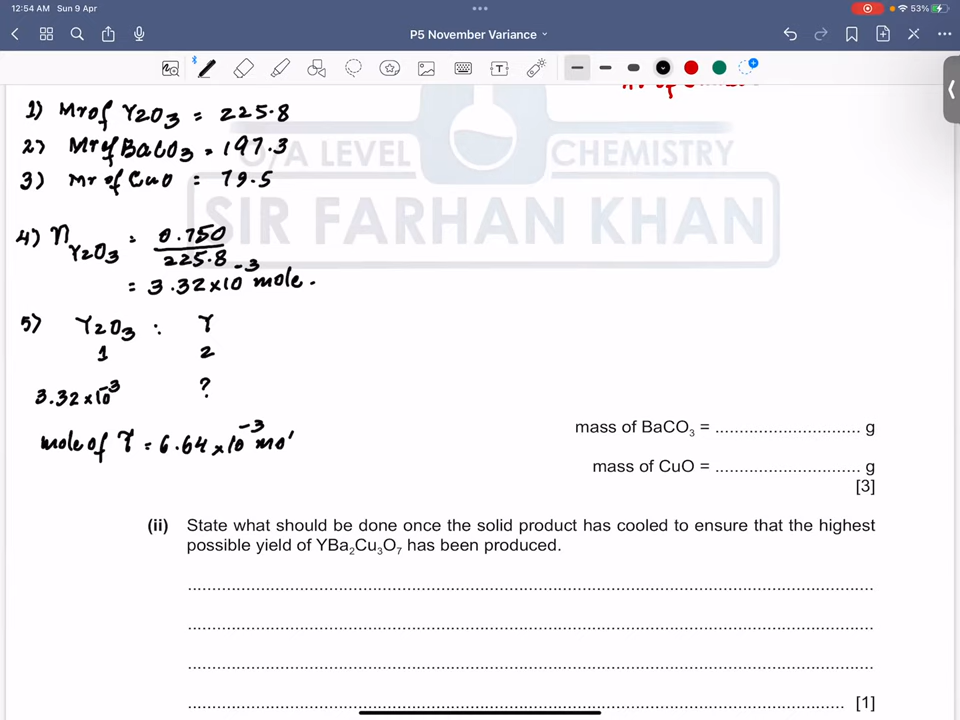 12:54 AM Sun 9 Apr
53%
P5 November Variance
O/A LEVEL CHEMISTRY
SIR FARHAN KHAN
1) Mr of Y2O3 = 225.8
2) Mr of BaCO3 = 197.3
3) Mr of CuO = 79.5
4) n Y2O3 = 0.750 / 225.8
= 3.32 × 10⁻³ mole.
5) Y2O3 : Y
1 2
3.32 × 10⁻³ ?
mole of Y = 6.64 × 10⁻³ mo'
mass of BaCO₃ = .............................. g
mass of CuO = .............................. g
[3]
(ii) State what should be done once the solid product has cooled to ensure that the highest
possible yield of YBa₂Cu₃O₇ has been produced.
[1]